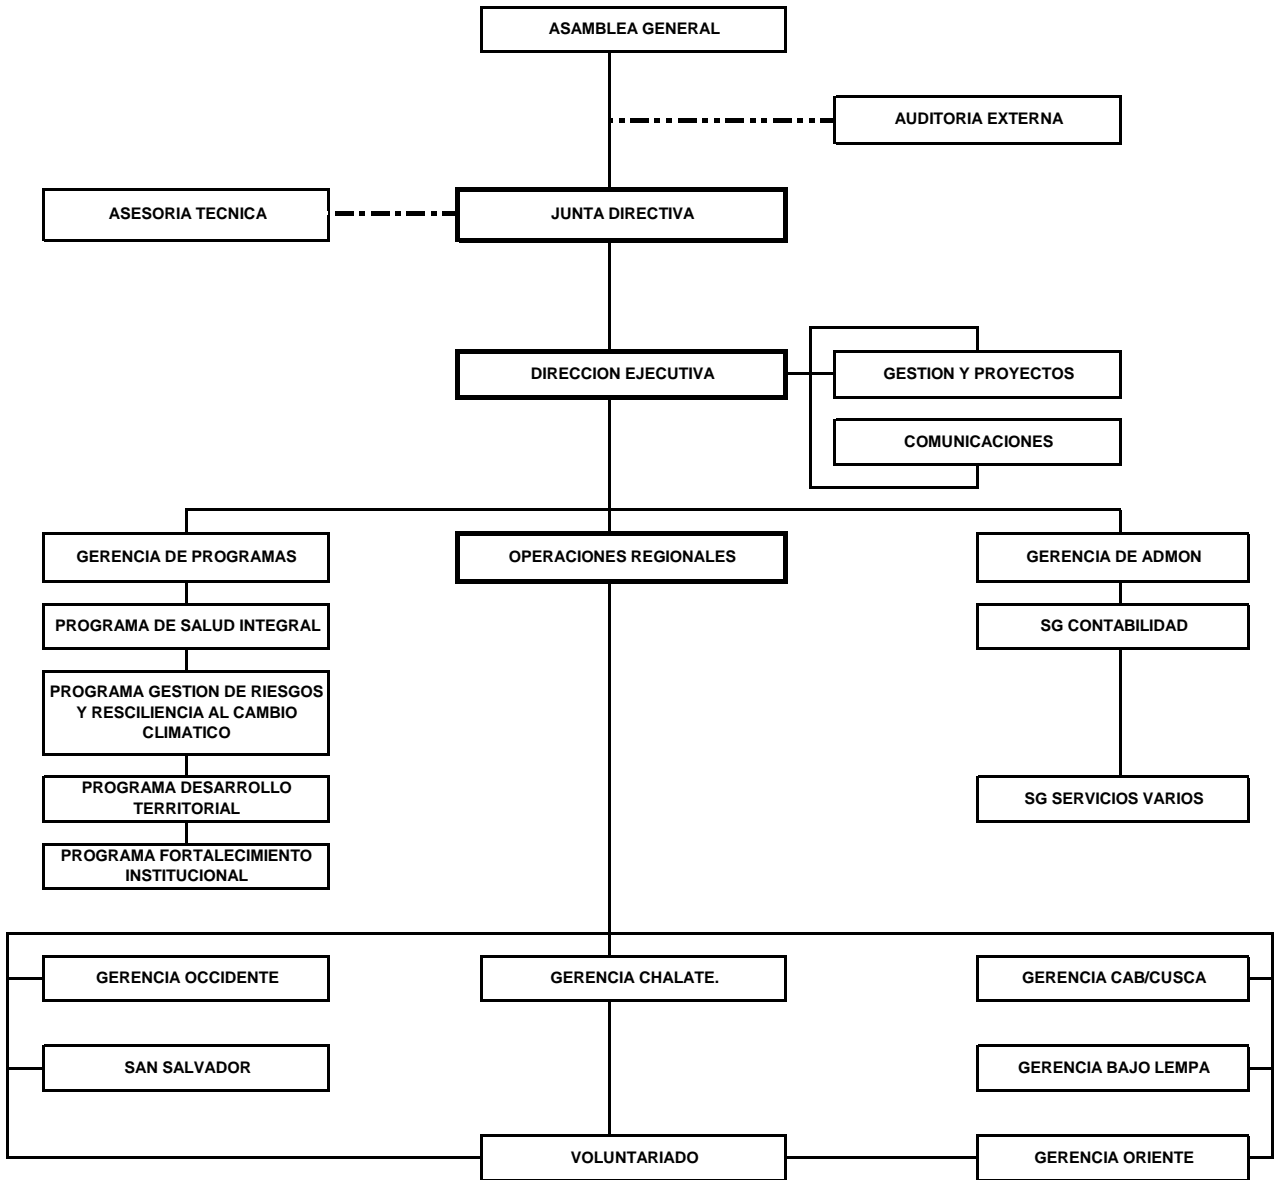 ASAMBLEA GENERAL
AUDITORIA EXTERNA
ASESORIA TECNICA
JUNTA DIRECTIVA
DIRECCION EJECUTIVA
GESTION Y PROYECTOS
COMUNICACIONES
GERENCIA DE PROGRAMAS
OPERACIONES REGIONALES
GERENCIA DE ADMON
PROGRAMA DE SALUD INTEGRAL
SG CONTABILIDAD
PROGRAMA GESTION DE RIESGOS
Y RESCILIENCIA AL CAMBIO
CLIMATICO
PROGRAMA DESARROLLO
TERRITORIAL
SG SERVICIOS VARIOS
PROGRAMA FORTALECIMIENTO
INSTITUCIONAL
GERENCIA OCCIDENTE
GERENCIA CHALATE.
GERENCIA CAB/CUSCA
SAN SALVADOR
GERENCIA BAJO LEMPA
VOLUNTARIADO
GERENCIA ORIENTE